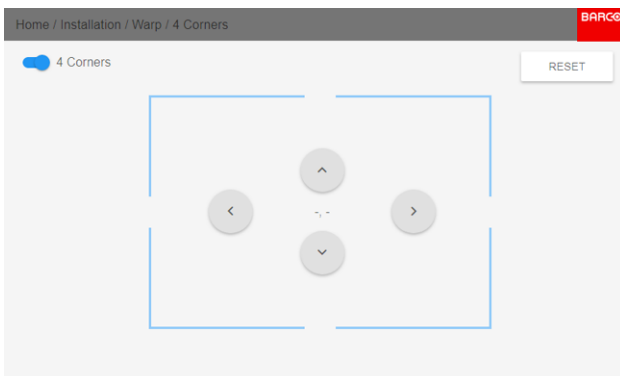 Home / Installation / Warp / 4 Corners
BARCO
4 Corners
RESET
-, -